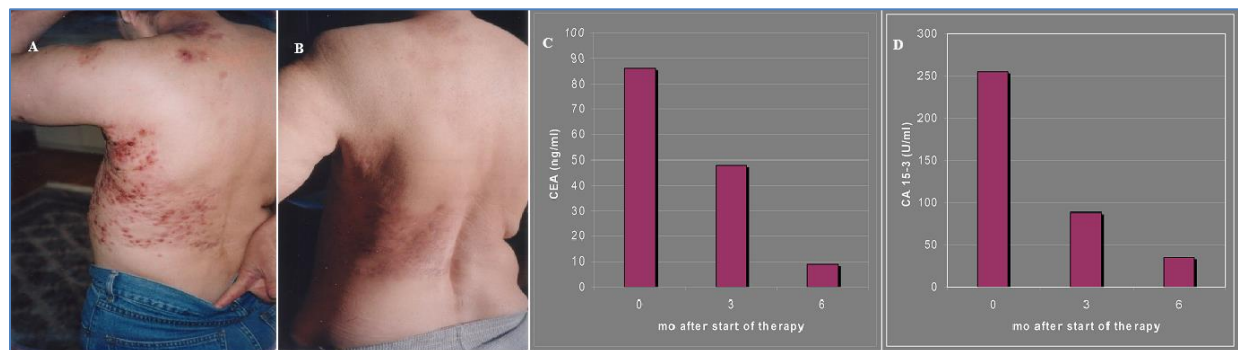 A
B
C
100
90
80
70
60
50
40
30
20
10
0
CEA (ng/ml)
0 3 6
mo after start of therapy
D
300
250
200
150
100
50
0
CA 15-3 (U/ml)
0 3 6
mo after start of therapy